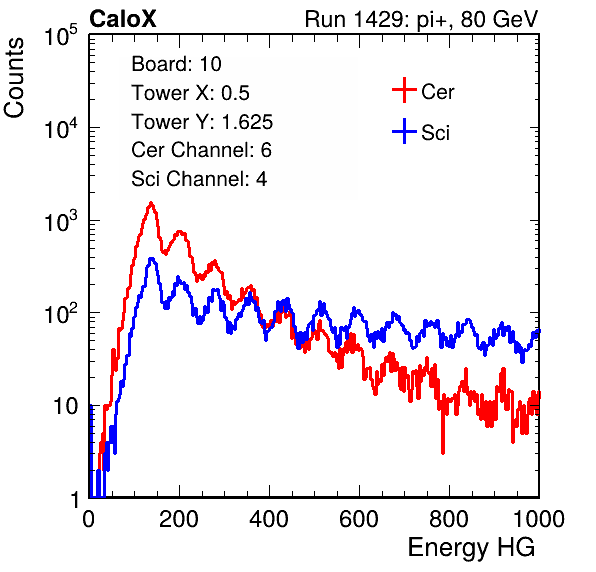 CaloX Run 1429: pi+, 80 GeV
Counts
10^5
10^4
10^3
10^2
10
1
Board: 10
Tower X: 0.5
Tower Y: 1.625
Cer Channel: 6
Sci Channel: 4
Cer
Sci
0 200 400 600 800 1000
Energy HG